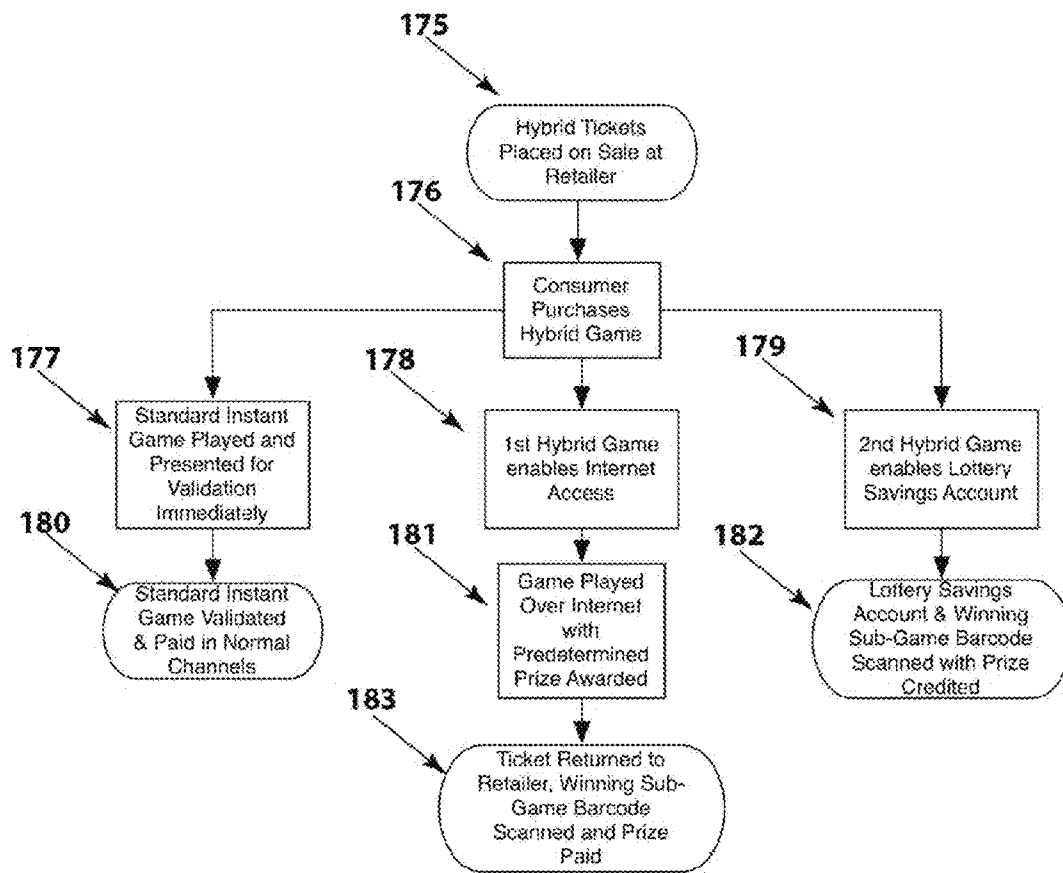 175
Hybrid Tickets
Placed on Sale at
Retailer
176
Consumer
Purchases
Hybrid Game
177
Standard Instant
Game Played and
Presented for
Validation
Immediately
178
1st Hybrid Game
enables Internet
Access
179
2nd Hybrid Game
enables Lottery
Savings Account
180
Standard Instant
Game Validated
& Paid in Normal
Channels
181
Game Played
Over Internet
with
Predetermined
Prize Awarded
182
Lottery Savings
Account & Winning
Sub-Game Barcode
Scanned with Prize
Credited
183
Ticket Returned to
Retailer, Winning Sub-
Game Barcode
Scanned and Prize
Paid